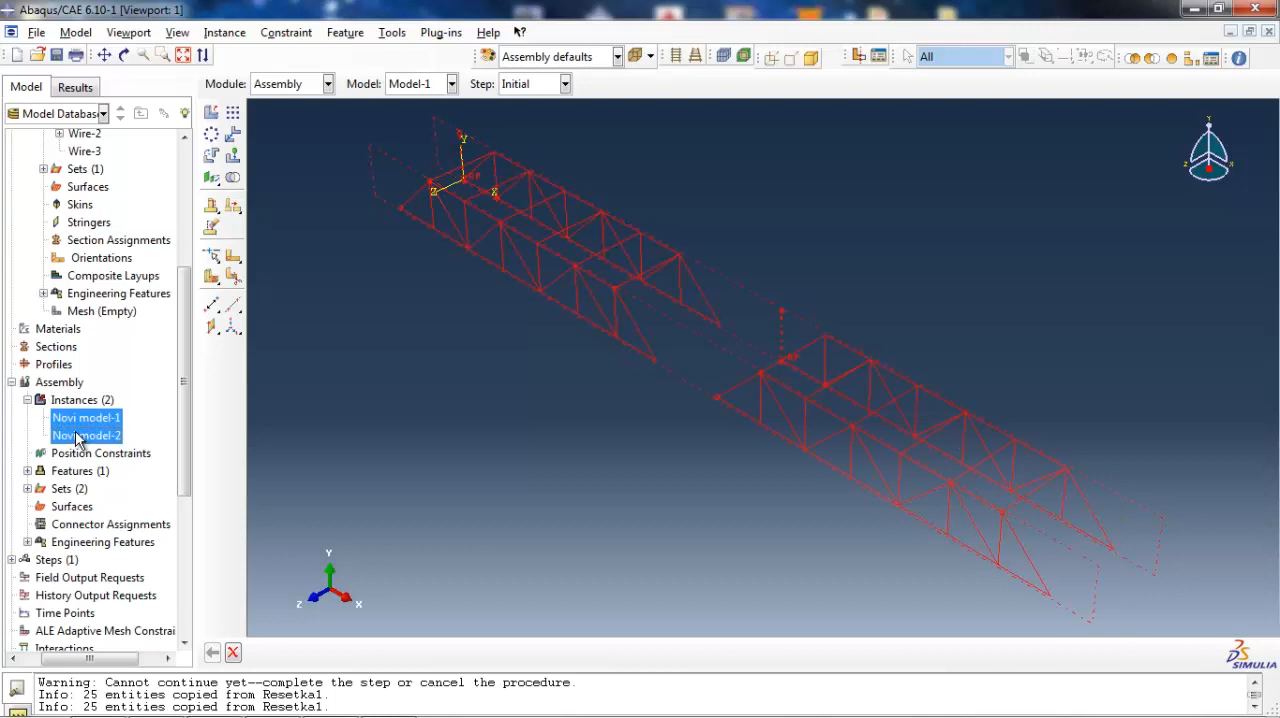 Abaqus/CAE 6.10-1 [Viewport: 1]
File Model Viewport View Instance Constraint Feature Tools Plug-ins Help
Assembly defaults All
Model Results Module: Assembly Model: Model-1 Step: Initial
Model Databas
Wire-2
Wire-3
Sets (1)
Surfaces
Skins
Stringers
Section Assignments
Orientations
Composite Layups
Engineering Features
Mesh (Empty)
Materials
Sections
Profiles
Assembly
Instances (2)
Novi model-1
Novi model-2
Position Constraints
Features (1)
Sets (2)
Surfaces
Connector Assignments
Engineering Features
Steps (1)
Field Output Requests
History Output Requests
Time Points
ALE Adaptive Mesh Constrai
Interactions
Y
Z X
Y
Z X
Y
Z X
SIMULIA
Warning: Cannot continue yet--complete the step or cancel the procedure.
Info: 25 entities copied from Resetka1.
Info: 25 entities copied from Resetka1.